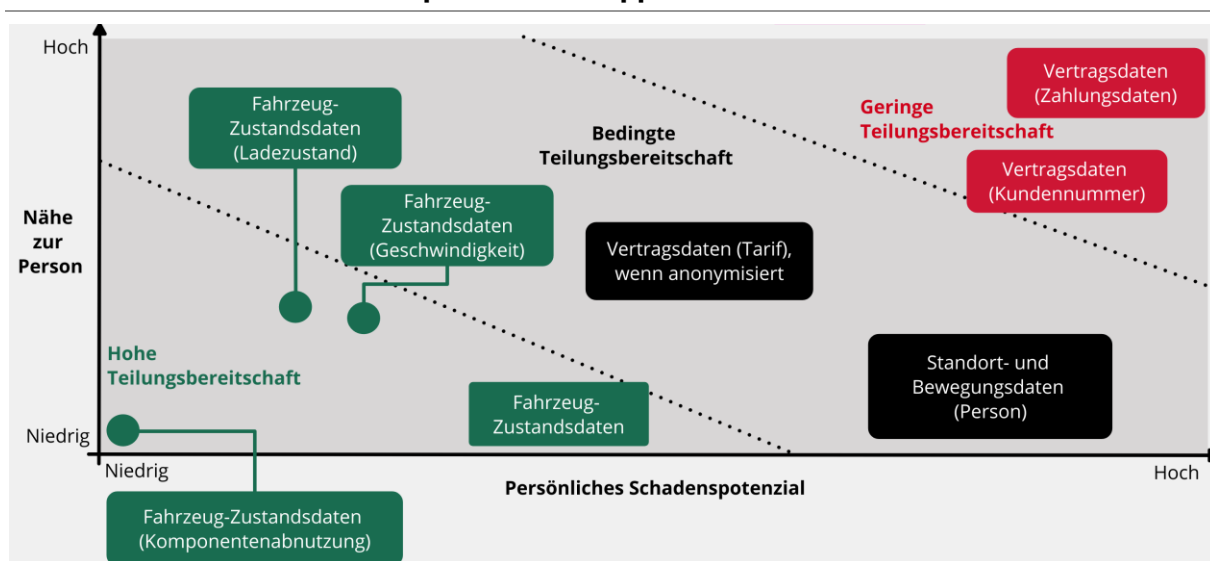 Hoch
Fahrzeug-
Zustandsdaten
(Ladezustand)
Bedingte
Teilungsbereitschaft
Geringe
Teilungsbereitschaft
Vertragsdaten
(Zahlungsdaten)
Vertragsdaten
(Kundennummer)
Nähe
zur
Person
Fahrzeug-
Zustandsdaten
(Geschwindigkeit)
Vertragsdaten (Tarif),
wenn anonymisiert
Hohe
Teilungsbereitschaft
Fahrzeug-
Zustandsdaten
Standort- und
Bewegungsdaten
(Person)
Niedrig
Niedrig
Hoch
Persönliches Schadenspotenzial
Fahrzeug-Zustandsdaten
(Komponentenabnutzung)